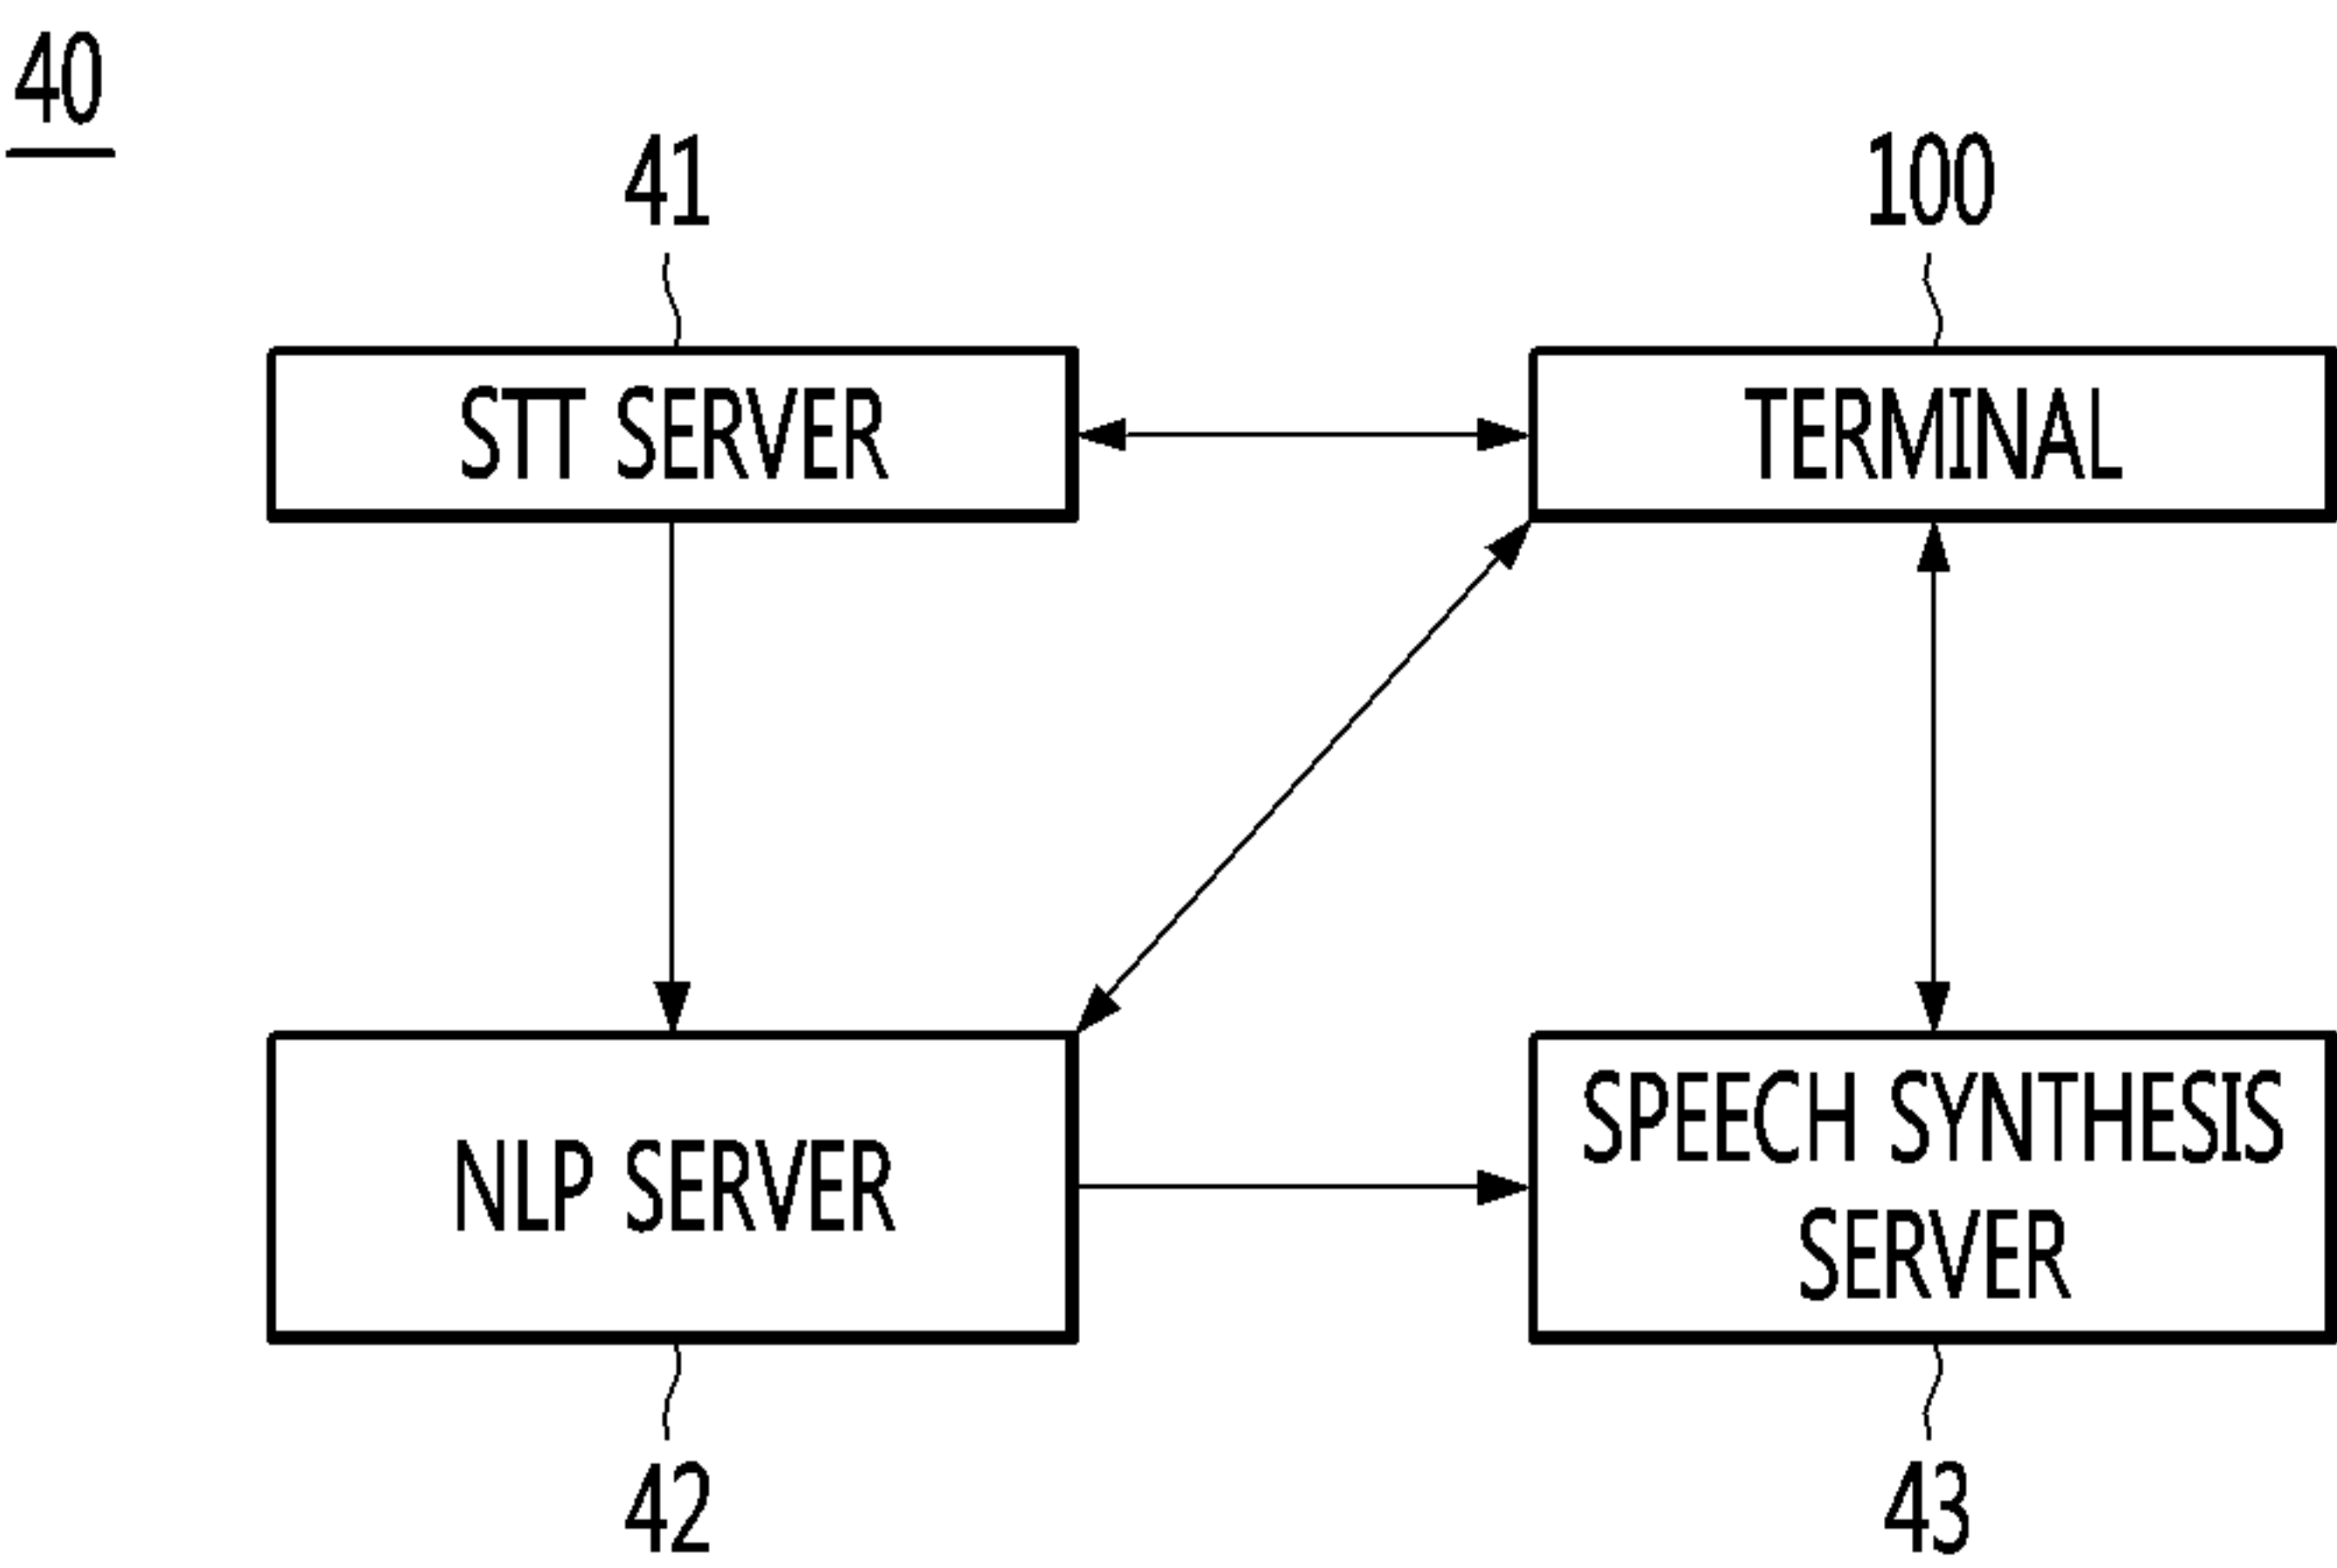 40
41
100
STT SERVER
TERMINAL
NLP SERVER
SPEECH SYNTHESIS
SERVER
42
43